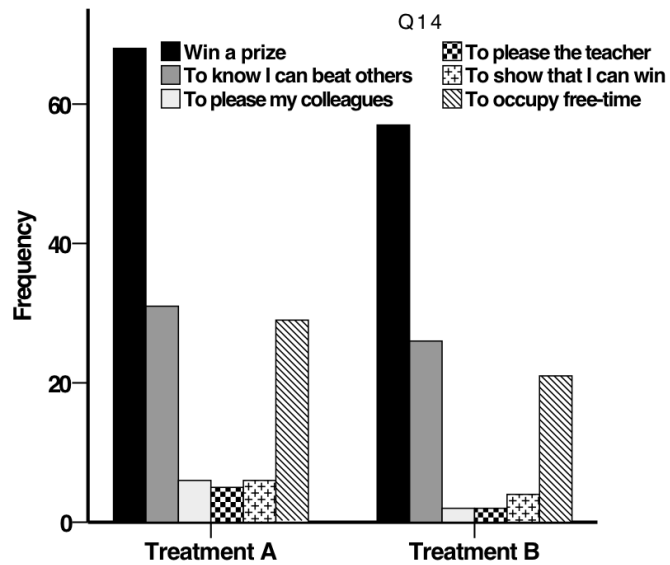 Q14
Win a prize
To know I can beat others
To please my colleagues
To please the teacher
To show that I can win
To occupy free-time
Frequency
60
40
20
0
Treatment A
Treatment B